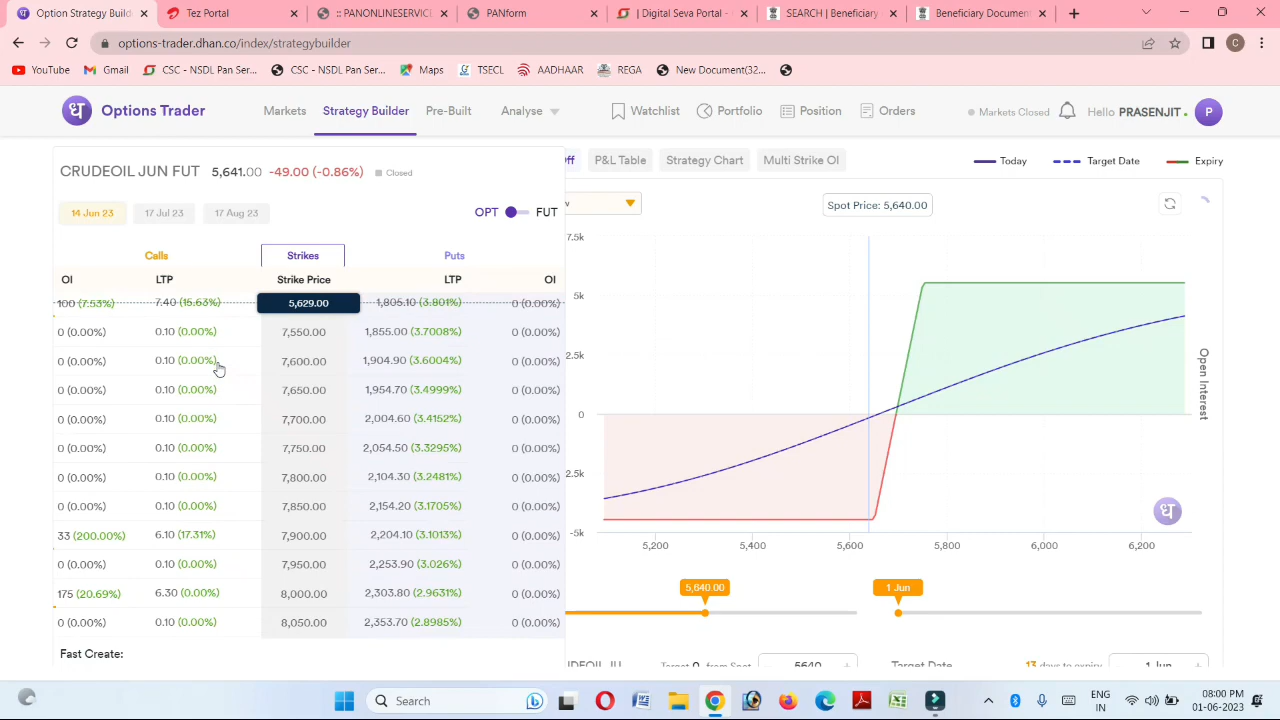 Options Strategy Builder
Tez Portal
:: PANONLINESERVICE
PANform
| Digital Seva Portal -
SEARCH | Beneficiary
Beneficiary Document
options-trader.dhan.co/index/strategybuilder
C
YouTube Gmail CSC - NSDL Pan Ser... CSC - NSDL Pan Ser... Maps TSECL AADHAAR REGA New Document(32...
Options Trader Markets Strategy Builder Pre-Built Analyse Watchlist Portfolio Position Orders Markets Closed Hello PRASENJIT. P
CRUDEOIL JUN FUT 5,641.00 -49.00 (-0.86%) Closed
ff P&L Table Strategy Chart Multi Strike OI Today Target Date Expiry
14 Jun 23 17 Jul 23 17 Aug 23 OPT FUT
Spot Price: 5,640.00
Calls Strikes Puts
OI LTP Strike Price LTP OI
100 (7.53%) 7.40 (15.63%) 5,629.00 1,805.10 (3.801%) 0 (0.00%)
0 (0.00%) 0.10 (0.00%) 7,550.00 1,855.00 (3.7008%) 0 (0.00%)
0 (0.00%) 0.10 (0.00%) 7,600.00 1,904.90 (3.6004%) 0 (0.00%)
0 (0.00%) 0.10 (0.00%) 7,650.00 1,954.70 (3.4999%) 0 (0.00%)
0 (0.00%) 0.10 (0.00%) 7,700.00 2,004.60 (3.4152%) 0 (0.00%)
0 (0.00%) 0.10 (0.00%) 7,750.00 2,054.50 (3.3295%) 0 (0.00%)
0 (0.00%) 0.10 (0.00%) 7,800.00 2,104.30 (3.2481%) 0 (0.00%)
0 (0.00%) 0.10 (0.00%) 7,850.00 2,154.20 (3.1705%) 0 (0.00%)
33 (200.00%) 6.10 (17.31%) 7,900.00 2,204.10 (3.1013%) 0 (0.00%)
0 (0.00%) 0.10 (0.00%) 7,950.00 2,253.90 (3.026%) 0 (0.00%)
175 (20.69%) 6.30 (0.00%) 8,000.00 2,303.80 (2.9631%) 0 (0.00%)
0 (0.00%) 0.10 (0.00%) 8,050.00 2,353.70 (2.8985%) 0 (0.00%)
Fast Create:
7.5k
5k
2.5k
0
-2.5k
-5k
5,200 5,400 5,600 5,800 6,000 6,200
Open Interest
5,640.00 1 Jun
Target 0 from Spot 5640 + Target Date 13 days to expiry 1 Jun +
Search
ENG
IN
08:00 PM
01-06-2023